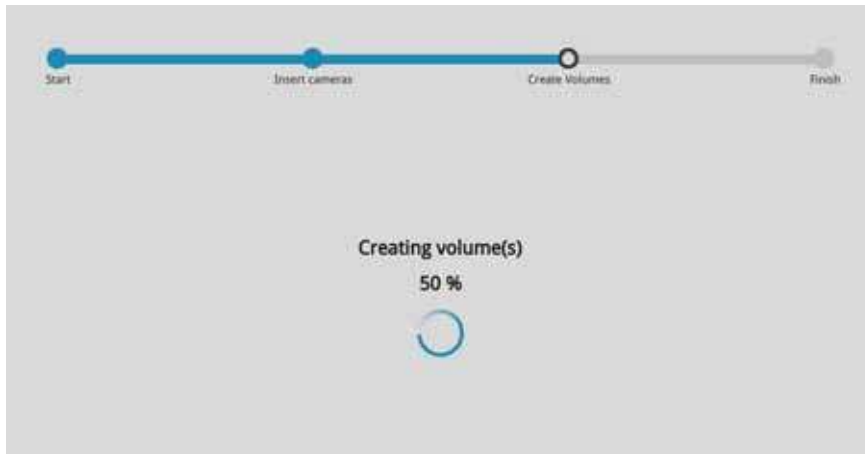 Start
Insert cameras
Create Volumes
Finish
Creating volume(s)
50 %